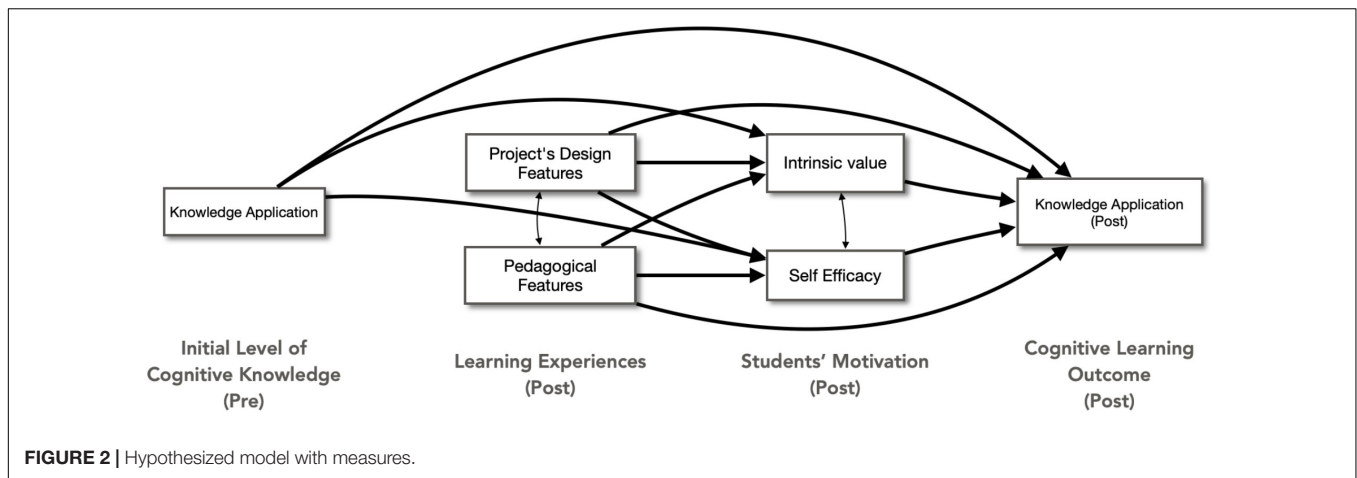 Project's Design
Features
Intrinsic value
Knowledge Application
Knowledge Application
(Post)
Pedagogical
Features
Self Efficacy
Initial Level of
Cognitive Knowledge
(Pre)
Learning Experiences
(Post)
Students' Motivation
(Post)
Cognitive Learning
Outcome
(Post)
FIGURE 2 | Hypothesized model with measures.